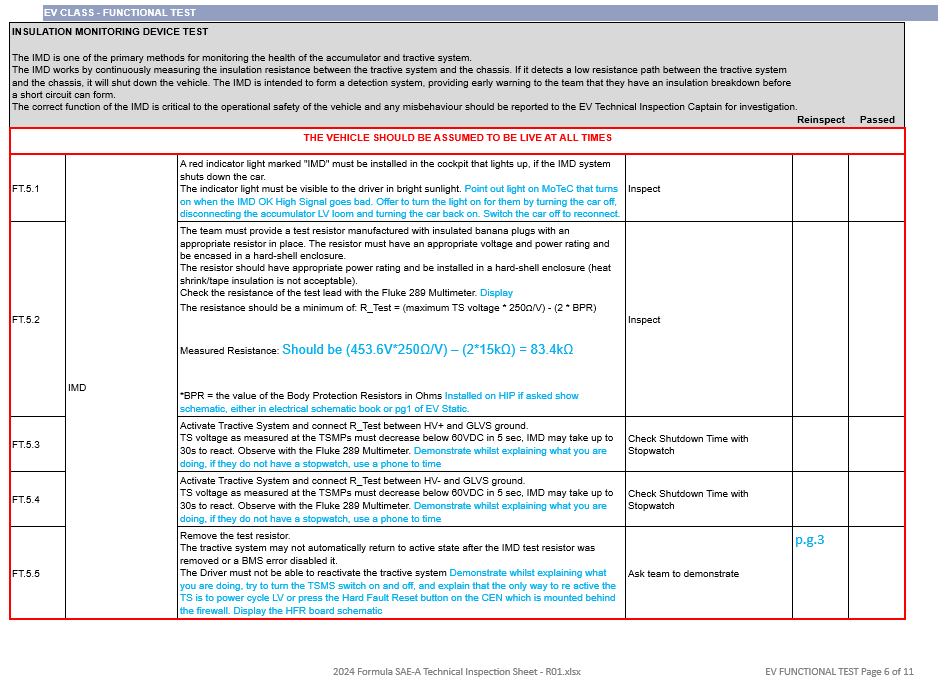 EV CLASS - FUNCTIONAL TEST
INSULATION MONITORING DEVICE TEST
The IMD is one of the primary methods for monitoring the health of the accumulator and tractive system.
The IMD works by continuously measuring the insulation resistance between the tractive system and the chassis. If it detects a low resistance path between the tractive system
and the chassis, it will shut down the vehicle. The IMD is intended to form a detection system, providing early warning to the team that they have an insulation breakdown before
a short circuit can form.
The correct function of the IMD is critical to the operational safety of the vehicle and any misbehaviour should be reported to the EV Technical Inspection Captain for investigation.
Reinspect Passed
THE VEHICLE SHOULD BE ASSUMED TO BE LIVE AT ALL TIMES
FT.5.1
A red indicator light marked "IMD" must be installed in the cockpit that lights up, if the IMD system
shuts down the car.
The indicator light must be visible to the driver in bright sunlight. Point out light on MoTeC that turns
on when the IMD OK High Signal goes bad. Offer to turn the light on for them by turning the car off,
disconnecting the accumulator LV loom and turning the car back on. Switch the car off to reconnect.
Inspect
FT.5.2
The team must provide a test resistor manufactured with insulated banana plugs with an
appropriate resistor in place. The resistor must have an appropriate voltage and power rating and
be encased in a hard-shell enclosure.
The resistor should have appropriate power rating and be installed in a hard-shell enclosure (heat
shrink/tape insulation is not acceptable).
Check the resistance of the test lead with the Fluke 289 Multimeter. Display
The resistance should be a minimum of: R_Test = (maximum TS voltage * 250Ω/V) - (2 * BPR)
Measured Resistance: Should be (453.6V*250Ω/V) – (2*15kΩ) = 83.4kΩ
*BPR = the value of the Body Protection Resistors in Ohms Installed on HIP if asked show
schematic, either in electrical schematic book or pg1 of EV Static.
Inspect
IMD
FT.5.3
Activate Tractive System and connect R_Test between HV+ and GLVS ground.
TS voltage as measured at the TSMPs must decrease below 60VDC in 5 sec, IMD may take up to
30s to react. Observe with the Fluke 289 Multimeter. Demonstrate whilst explaining what you are
doing, if they do not have a stopwatch, use a phone to time
Check Shutdown Time with
Stopwatch
FT.5.4
Activate Tractive System and connect R_Test between HV- and GLVS ground.
TS voltage as measured at the TSMPs must decrease below 60VDC in 5 sec, IMD may take up to
30s to react. Observe with the Fluke 289 Multimeter. Demonstrate whilst explaining what you are
doing, if they do not have a stopwatch, use a phone to time
Check Shutdown Time with
Stopwatch
FT.5.5
Remove the test resistor.
The tractive system may not automatically return to active state after the IMD test resistor was
removed or a BMS error disabled it.
The Driver must not be able to reactivate the tractive system Demonstrate whilst explaining what
you are doing, try to turn the TSMS switch on and off, and explain that the only way to re active the
TS is to power cycle LV or press the Hard Fault Reset button on the CEN which is mounted behind
the firewall. Display the HFR board schematic
Ask team to demonstrate
p.g.3
2024 Formula SAE-A Technical Inspection Sheet - R01.xlsx
EV FUNCTIONAL TEST Page 6 of 11